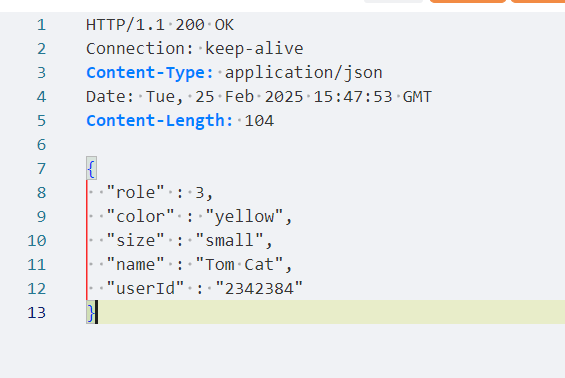 1 HTTP/1.1 200 OK
2 Connection: keep-alive
3 Content-Type: application/json
4 Date: Tue, 25 Feb 2025 15:47:53 GMT
5 Content-Length: 104
6
7 {
8   "role" : 3,
9   "color" : "yellow",
10   "size" : "small",
11   "name" : "Tom Cat",
12   "userId" : "2342384"
13 }